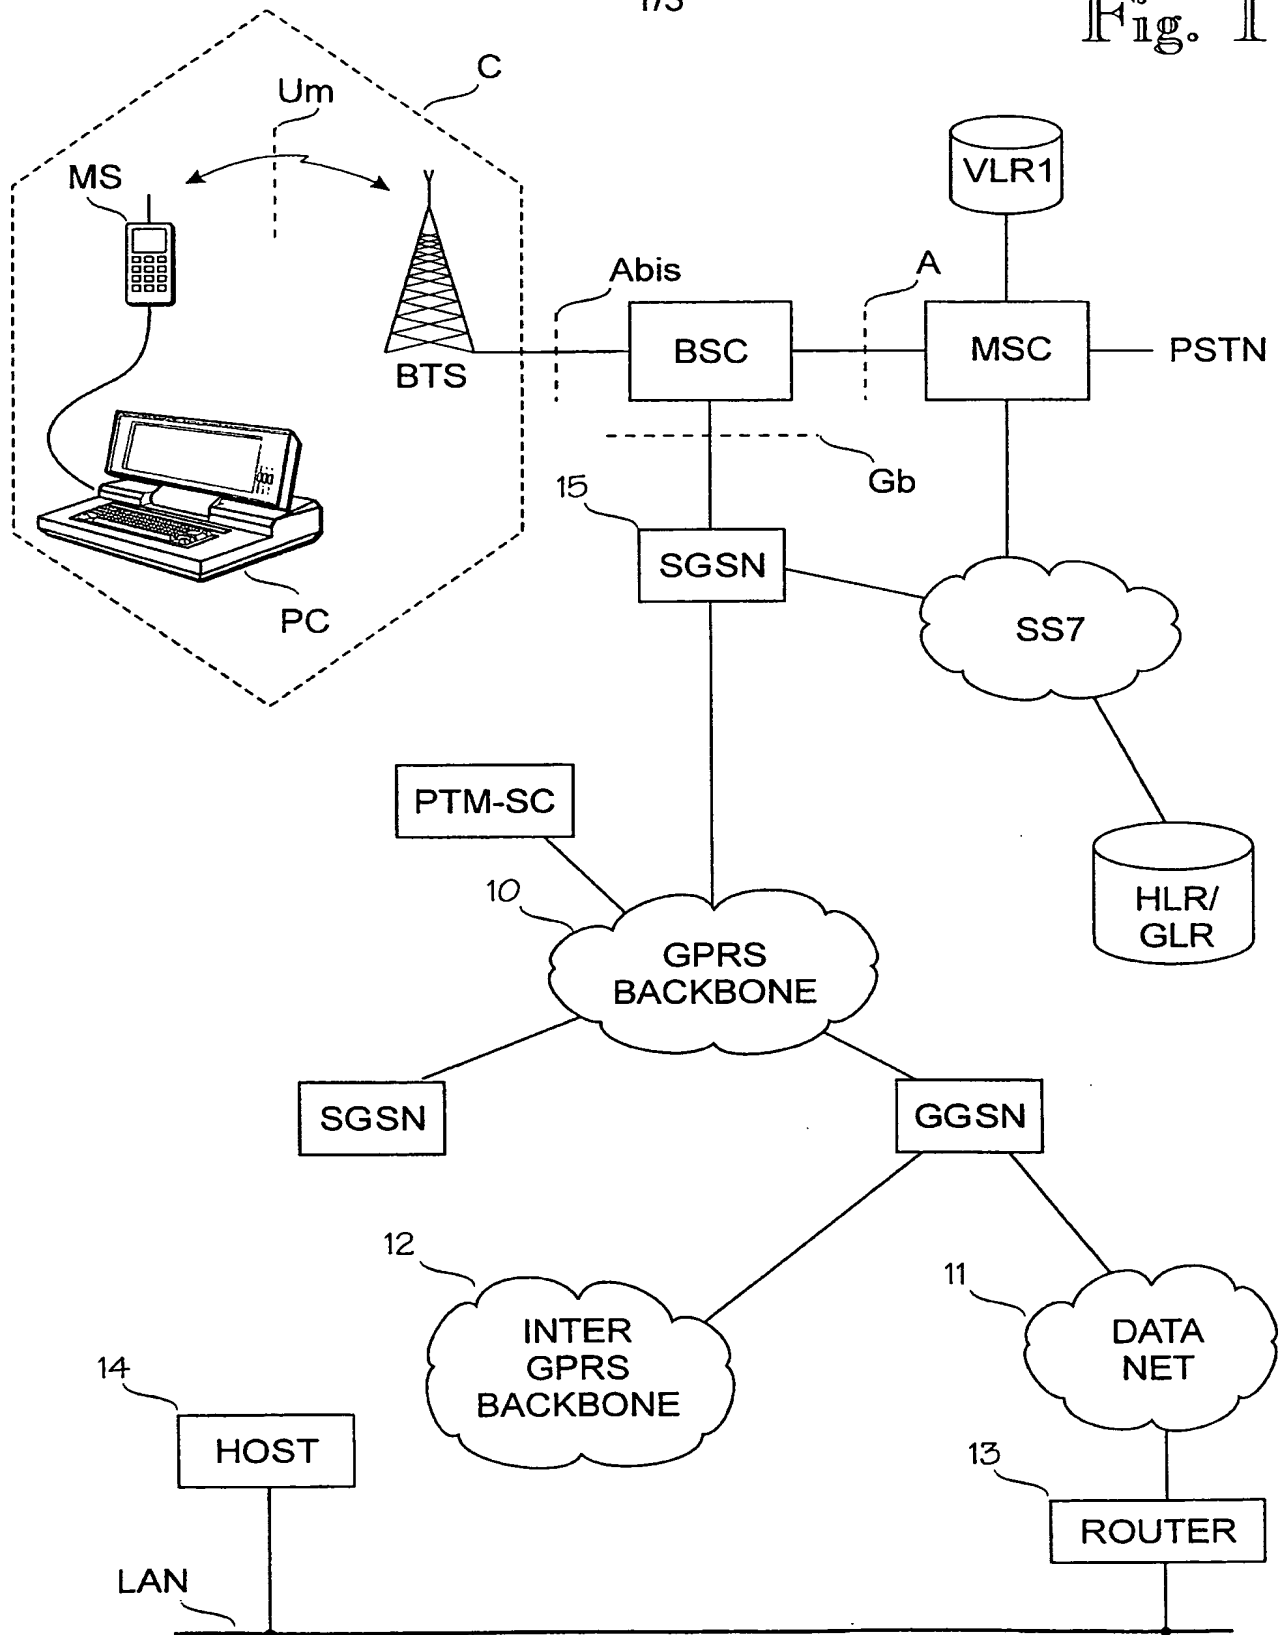 1/3
Fig. 1
C
Um
MS
VLR1
Abis
A
BSC
MSC
PSTN
BTS
Gb
15
SGSN
SS7
PC
PTM-SC
10
HLR/
GLR
GPRS
BACKBONE
SGSN
GGSN
12
11
INTER
GPRS
BACKBONE
DATA
NET
14
HOST
13
ROUTER
LAN